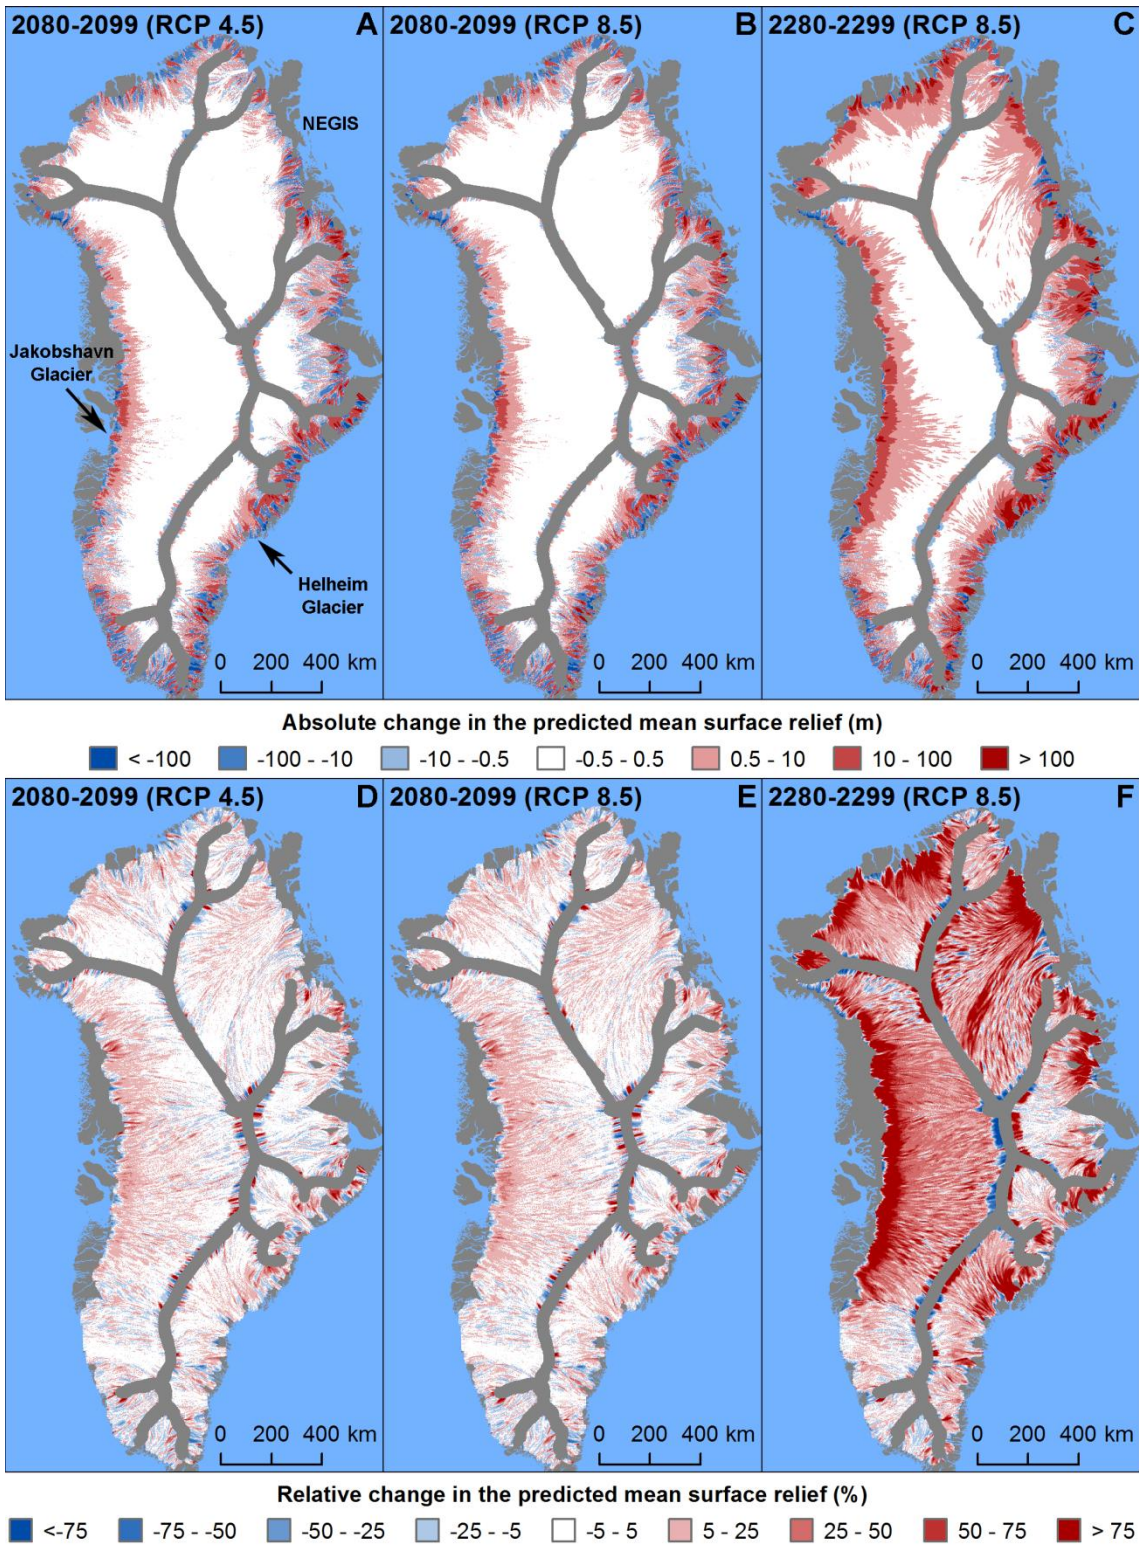 2080-2099 (RCP 4.5) A
2080-2099 (RCP 8.5) B
2280-2299 (RCP 8.5) C
NEGIS
Jakobshavn
Glacier
Helheim
Glacier
0 200 400 km
0 200 400 km
0 200 400 km
Absolute change in the predicted mean surface relief (m)
< -100 -100 - -10 -10 - -0.5 -0.5 - 0.5 0.5 - 10 10 - 100 > 100
2080-2099 (RCP 4.5) D
2080-2099 (RCP 8.5) E
2280-2299 (RCP 8.5) F
0 200 400 km
0 200 400 km
0 200 400 km
Relative change in the predicted mean surface relief (%)
<-75 -75 - -50 -50 - -25 -25 - -5 -5 - 5 5 - 25 25 - 50 50 - 75 > 75